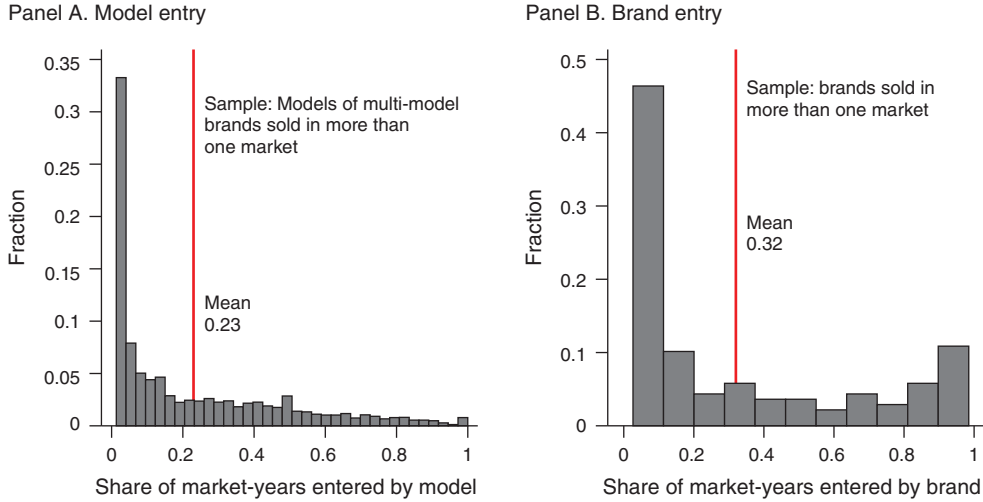 Panel A. Model entry
0.35
0.3
0.25
0.2
0.15
0.1
0.05
0
Fraction
Sample: Models of multi-model
brands sold in more than
one market
Mean
0.23
0
0.2
0.4
0.6
0.8
1
Share of market-years entered by model
Panel B. Brand entry
0.5
0.4
0.3
0.2
0.1
0
Fraction
Sample: brands sold in
more than one market
Mean
0.32
0
0.2
0.4
0.6
0.8
1
Share of market-years entered by brand